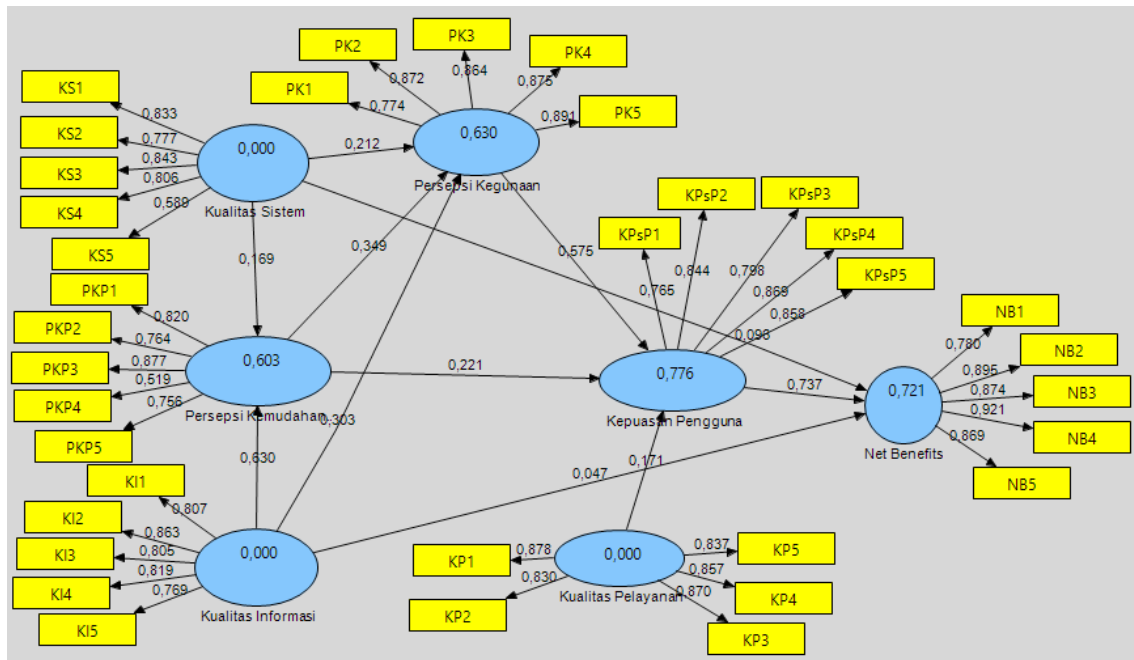 PK3
PK2
PK4
0,864
0,872
0,875
PK1
0,774
0,891
PK5
0,630
Persepsi Kegunaan
KS1
0,833
KS2
0,777
KS3
0,843
KS4
0,806
KS5
0,589
0,000
Kualitas Sistem
0,212
0,169
0,349
0,575
0,098
KPsP1
KPsP2
KPsP3
KPsP4
KPsP5
0,765
0,844
0,798
0,869
0,858
PKP1
0,820
PKP2
0,764
PKP3
0,877
PKP4
0,519
PKP5
0,756
0,603
Persepsi Kemudahan
0,221
0,776
Kepuasan Pengguna
0,737
0,721
Net Benefits
NB1
0,780
NB2
0,895
NB3
0,874
NB4
0,921
NB5
0,869
0,303
0,630
0,171
0,047
KI1
0,807
KI2
0,863
KI3
0,805
KI4
0,819
KI5
0,769
0,000
Kualitas Informasi
KP1
0,878
KP2
0,830
0,000
Kualitas Pelayanan
0,837
KP5
0,857
KP4
0,870
KP3